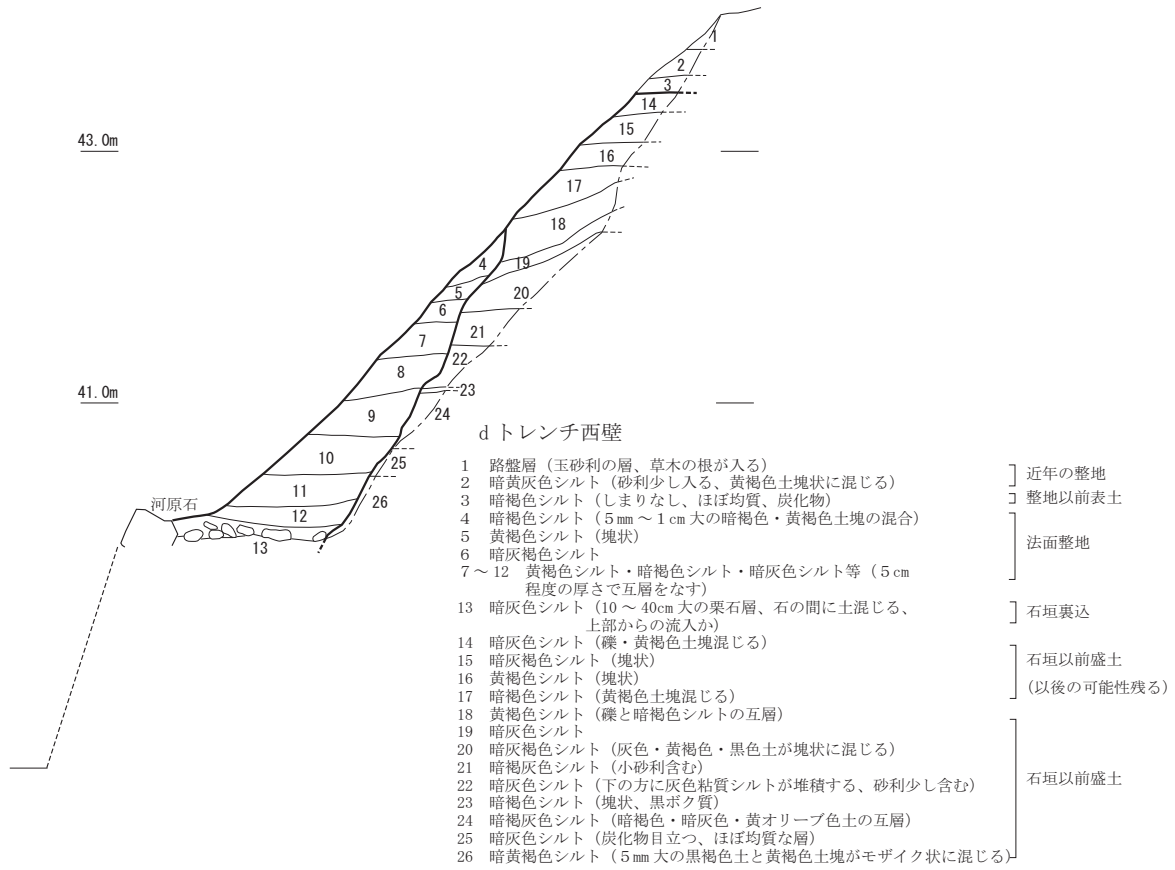 1
2
3
14
43.0m
15
16
17
18
4
19
5
20
6
21
7
22
8
41.0m
23
9
24
dトレンチ西壁
10
25
11
26
河原石
12
13
1 路盤層（玉砂利の層、草木の根が入る）
2 暗黄灰色シルト（砂利少し入る、黄褐色土塊状に混じる）
近年の整地
3 暗褐色シルト（しまりなし、ほぼ均質、炭化物）
整地以前表土
4 暗褐色シルト（５㎜～１㎝大の暗褐色・黄褐色土塊の混合）
5 黄褐色シルト（塊状）
6 暗灰褐色シルト
7～12 黄褐色シルト・暗褐色シルト・暗灰色シルト等（５㎝
程度の厚さで互層をなす）
法面整地
13 暗灰色シルト（10～40㎝大の栗石層、石の間に土混じる、
上部からの流入か）
石垣裏込
14 暗灰色シルト（礫・黄褐色土塊混じる）
15 暗灰褐色シルト（塊状）
16 黄褐色シルト（塊状）
17 暗褐色シルト（黄褐色土塊混じる）
石垣以前盛土
（以後の可能性残る）
18 黄褐色シルト（礫と暗褐色シルトの互層）
19 暗灰色シルト
20 暗灰褐色シルト（灰色・黄褐色・黒色土が塊状に混じる）
21 暗褐灰色シルト（小砂利含む）
22 暗灰色シルト（下の方に灰色粘質シルトが堆積する、砂利少し含む）
23 暗褐色シルト（塊状、黒ボク質）
24 暗褐灰色シルト（暗褐色・暗灰色・黄オリーブ色土の互層）
25 暗灰色シルト（炭化物目立つ、ほぼ均質な層）
26 暗黄褐色シルト（５㎜大の黒褐色土と黄褐色土塊がモザイク状に混じる）
石垣以前盛土